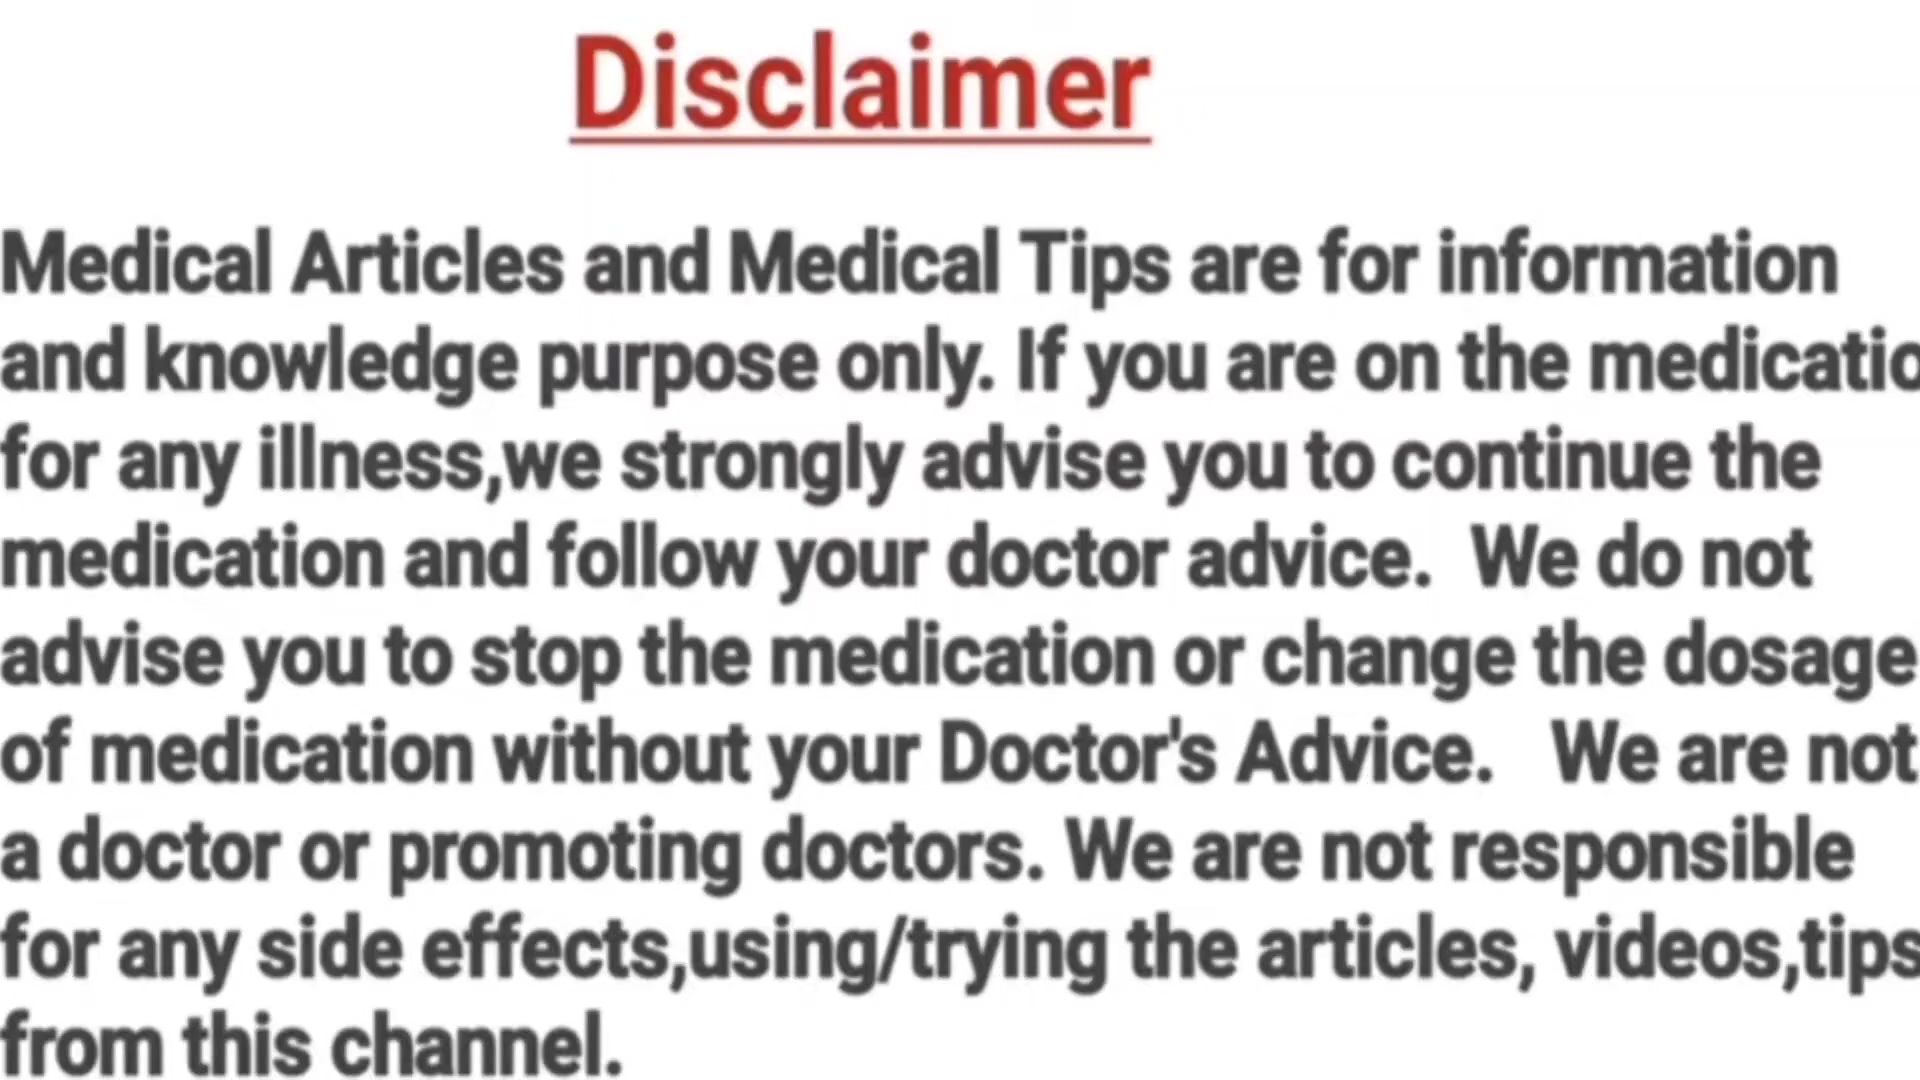 Disclaimer
Medical Articles and Medical Tips are for information
and knowledge purpose only. If you are on the medicatio
for any illness,we strongly advise you to continue the
medication and follow your doctor advice.  We do not
advise you to stop the medication or change the dosage
of medication without your Doctor's Advice.   We are not
a doctor or promoting doctors. We are not responsible
for any side effects,using/trying the articles, videos,tips
from this channel.